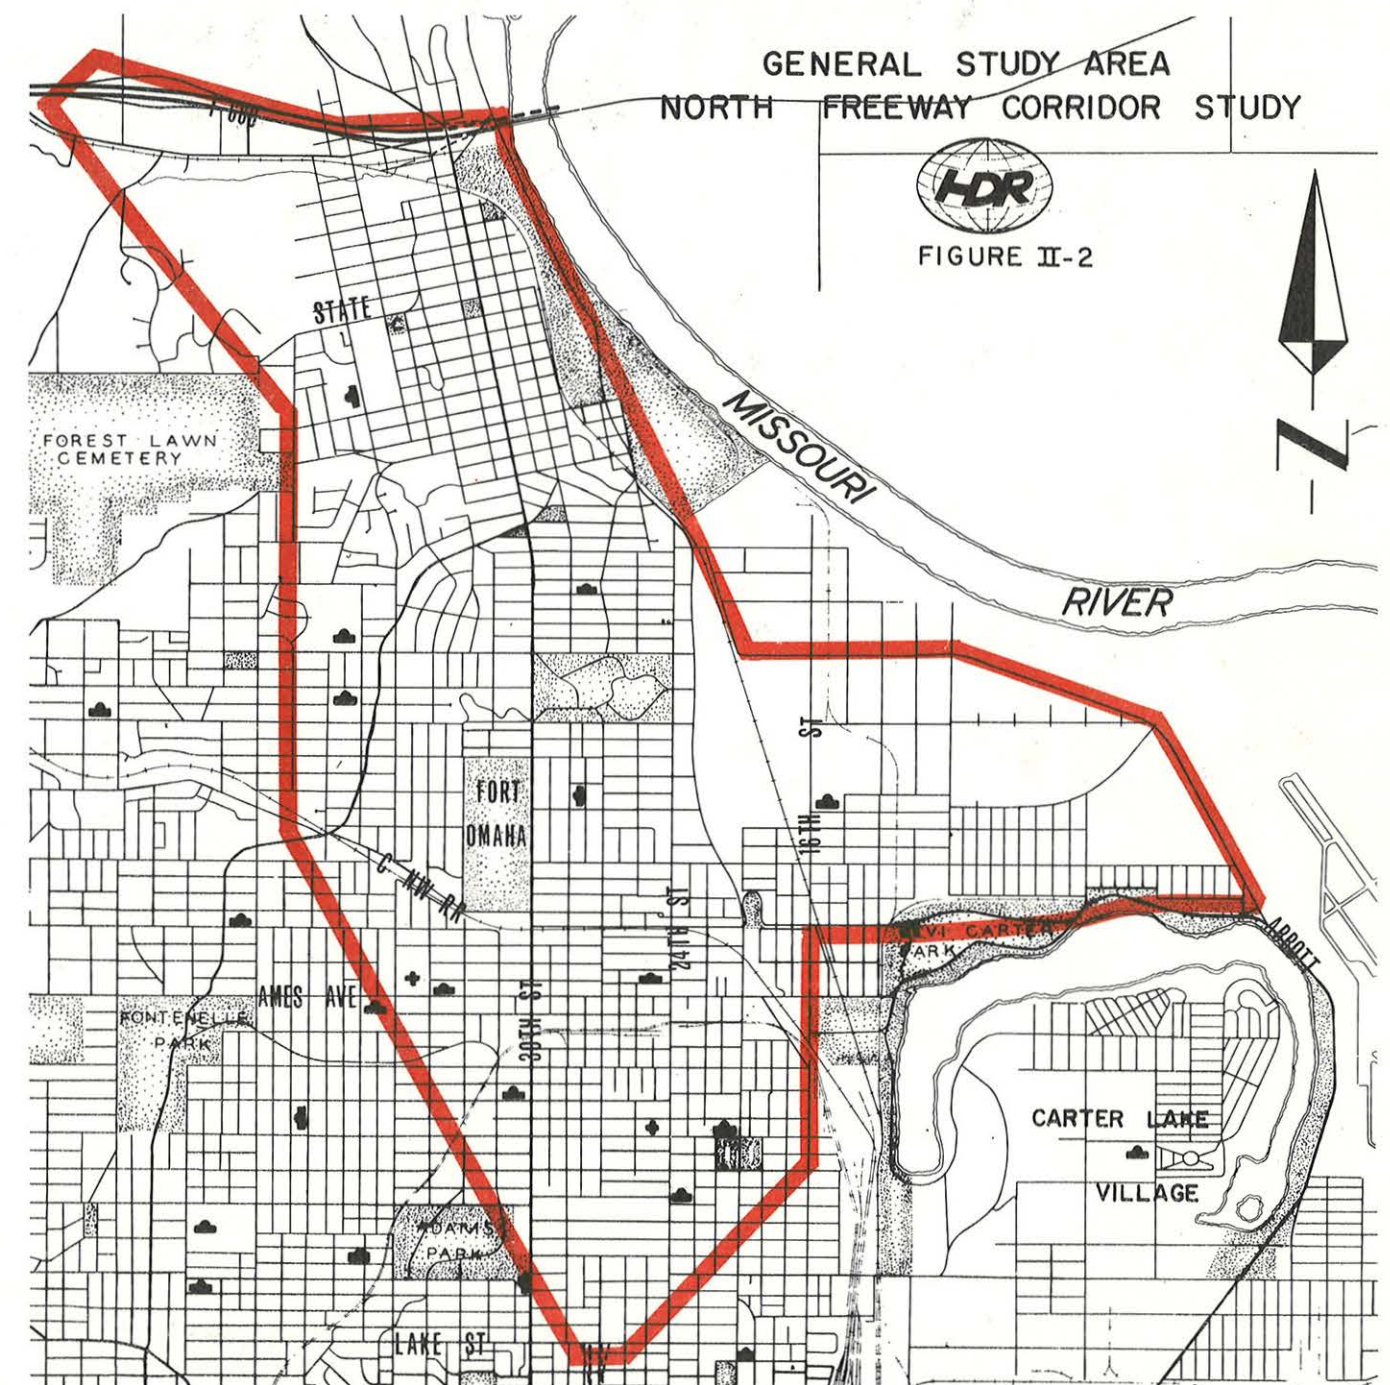 GENERAL STUDY AREA
NORTH FREEWAY CORRIDOR STUDY
HDR
FIGURE II-2
I 680
STATE
FOREST LAWN
CEMETERY
MISSOURI
RIVER
N
FORT
OMAHA
16TH ST
C NW RR
24TH ST
LEVI CARTER
PARK
ABBOTT
AMES AVE
30TH ST
FONTENELLE
PARK
CARTER LAKE
VILLAGE
ADAMS
PARK
LAKE ST